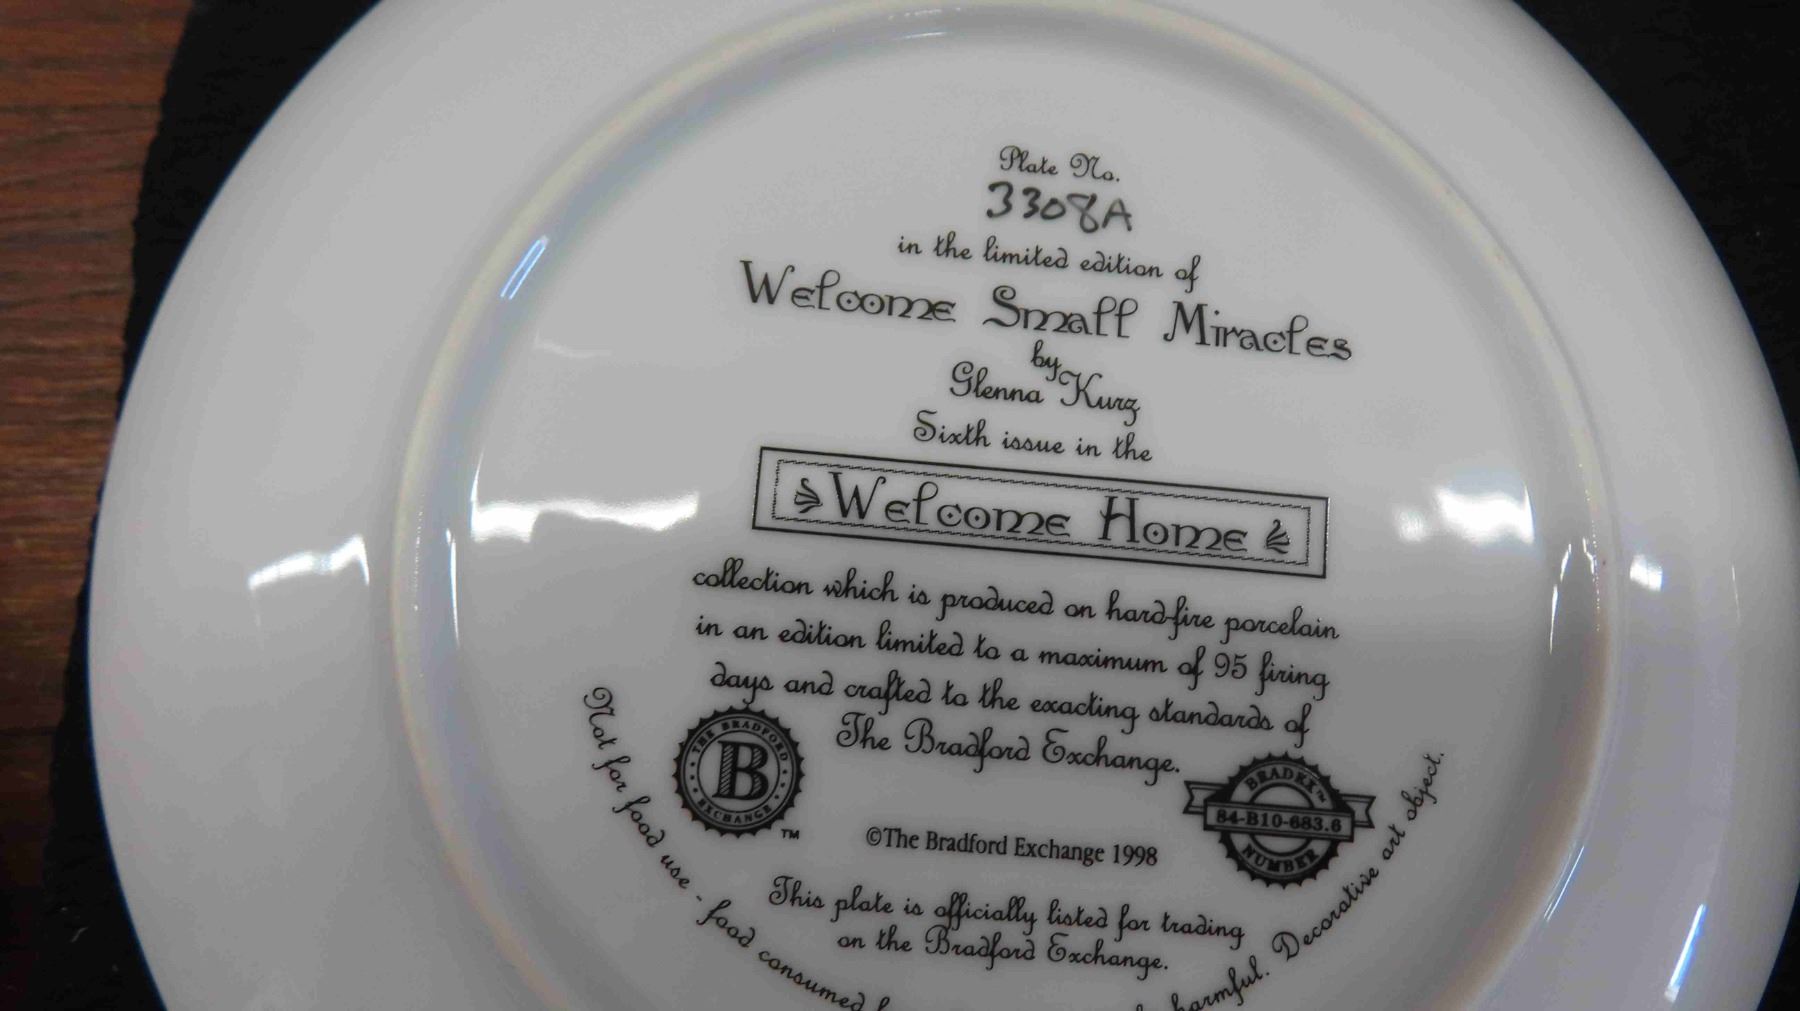 Plate No.
3308A
in the limited edition of
Welcome Small Miracles
by
Glenna Kurz
Sixth issue in the
Welcome Home
collection which is produced on hard-fire porcelain
in an edition limited to a maximum of 95 firing
days and crafted to the exacting standards of
The Bradford Exchange.
THE BRADFORD
B
EXCHANGE
TM
BRADEX™
84-B10-683.6
NUMBER
©The Bradford Exchange 1998
This plate is officially listed for trading
on the Bradford Exchange.
Not for food use - food consumed harmful. Decorative art object.